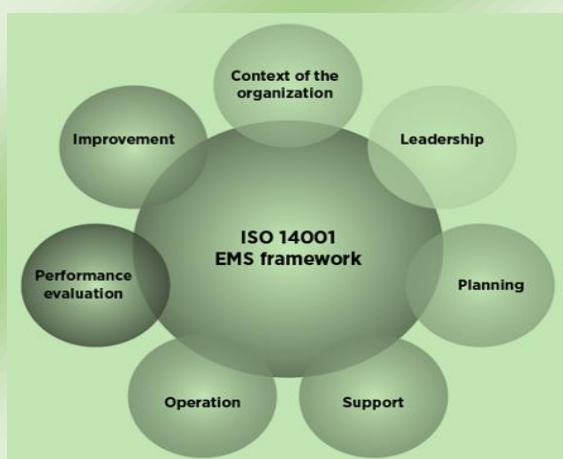 Context of the
organization
Improvement
Leadership
ISO 14001
EMS framework
Performance
evaluation
Planning
Operation
Support